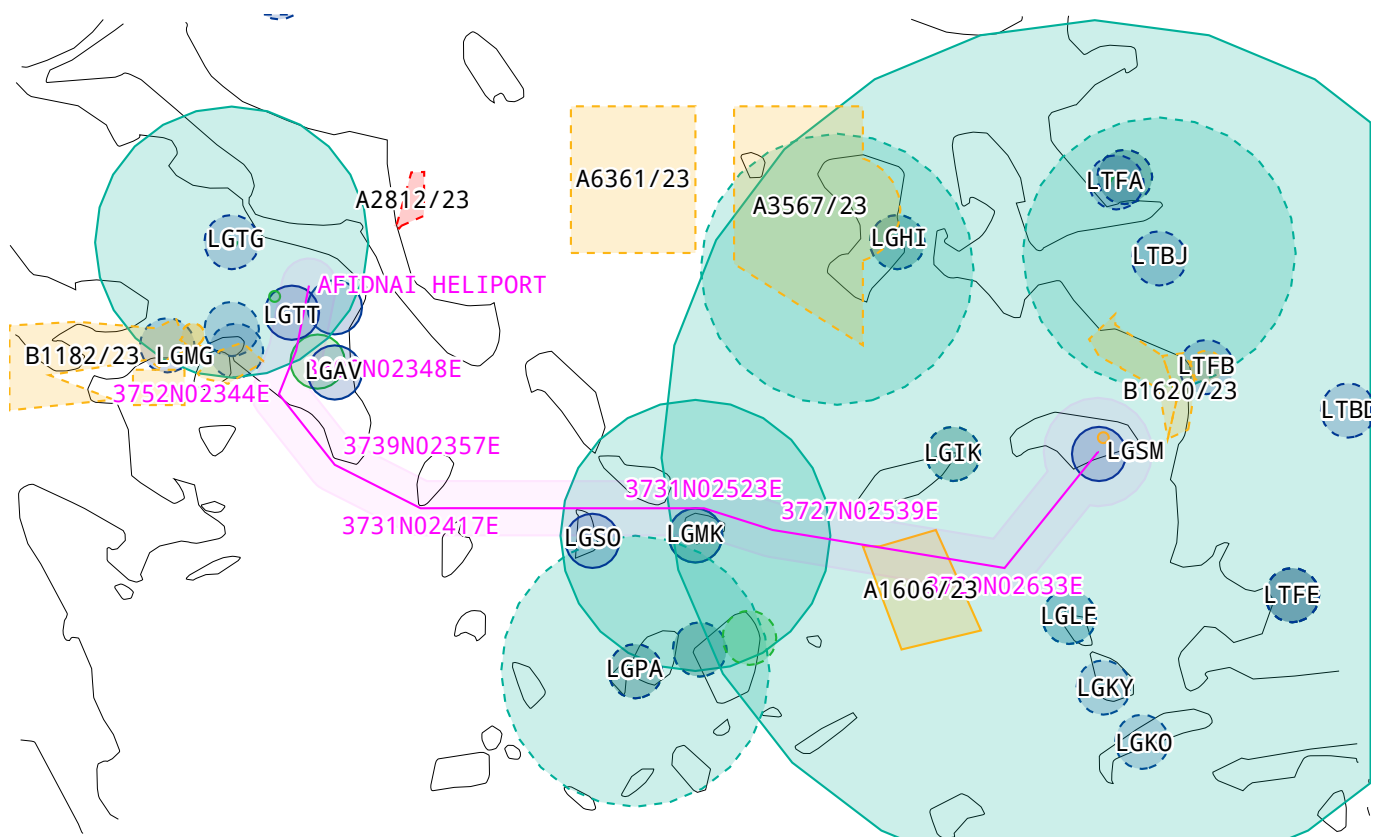 LTFA
A6361/23
A2812/23
A3567/23
LGTG
LGHI
LTBJ
AFIDNAI HELIPORT
LGTT
B1182/23
LGMG
LGAV
N02348E
LTFB
3752N02344E
B1620/23
LTBD
3739N02357E
LGIK
LGSM
3731N02523E
3727N02539E
3731N02417E
LGSO
LGMK
A1606/23
N02633E
LGLE
LTFE
LGPA
LGKY
LGKO